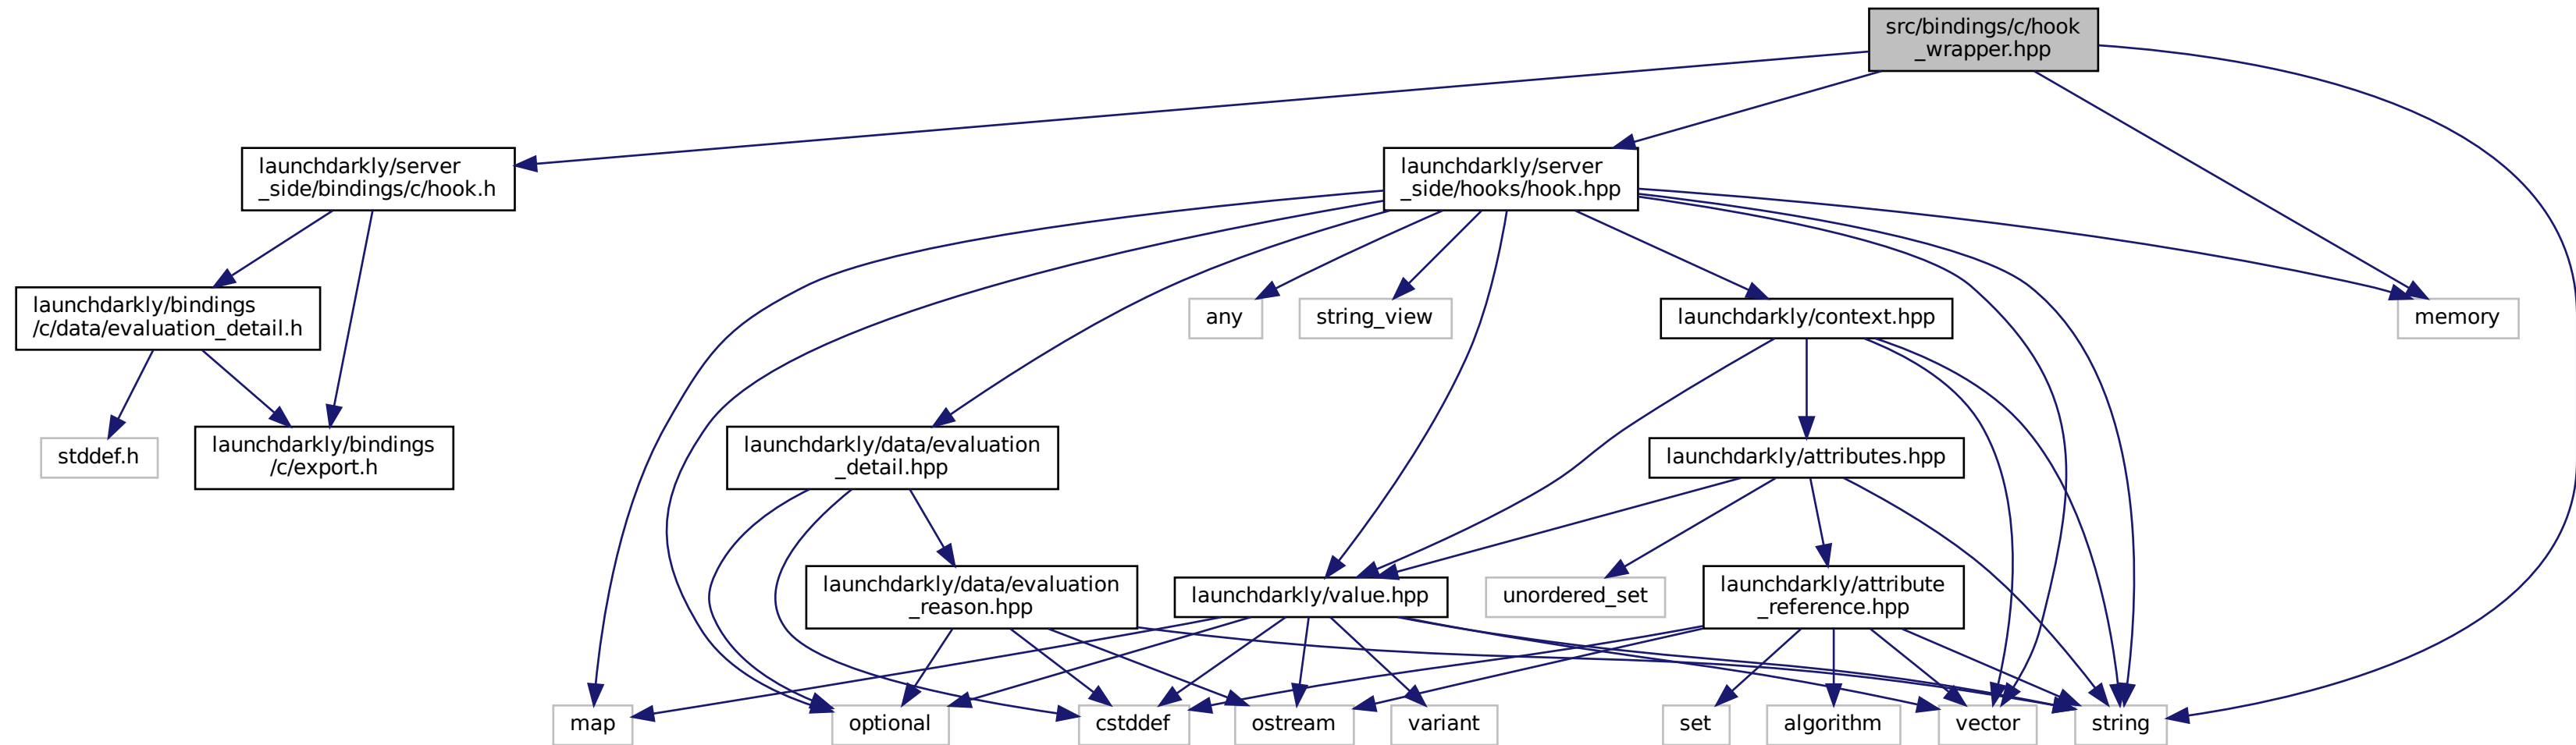 src/bindings/c/hook
_wrapper.hpp
launchdarkly/server
_side/bindings/c/hook.h
launchdarkly/server
_side/hooks/hook.hpp
launchdarkly/bindings
/c/data/evaluation_detail.h
any
string_view
launchdarkly/context.hpp
memory
stddef.h
launchdarkly/bindings
/c/export.h
launchdarkly/data/evaluation
_detail.hpp
launchdarkly/attributes.hpp
launchdarkly/data/evaluation
_reason.hpp
launchdarkly/value.hpp
unordered_set
launchdarkly/attribute
_reference.hpp
map
optional
cstddef
ostream
variant
set
algorithm
vector
string